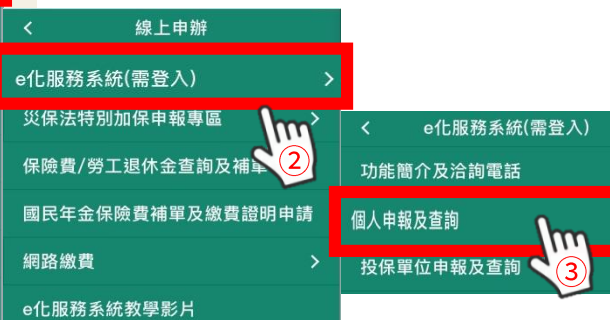 線上申辦
e化服務系統(需登入)
災保法特別加保申報專區
保險費/勞工退休金查詢及補單
②
國民年金保險費補單及繳費證明申請
網路繳費
e化服務系統教學影片
e化服務系統(需登入)
功能簡介及洽詢電話
個人申報及查詢
投保單位申報及查詢
③